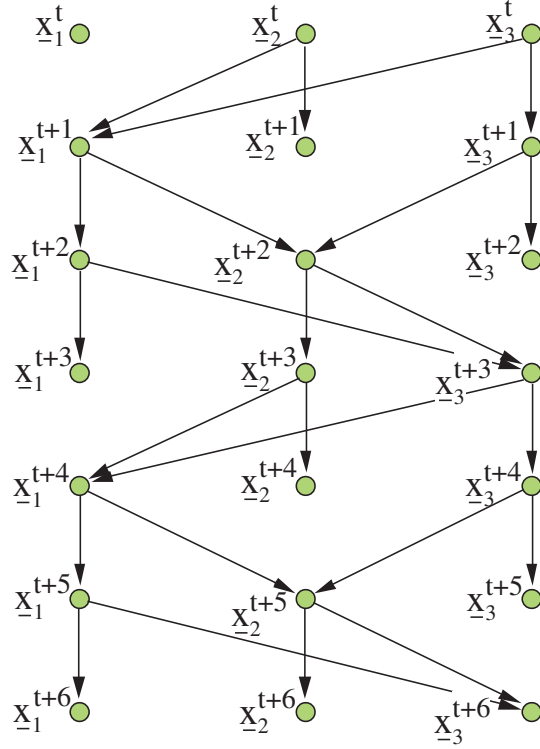 x_1^t x_2^t x_3^t
x_1^{t+1} x_2^{t+1} x_3^{t+1}
x_1^{t+2} x_2^{t+2} x_3^{t+2}
x_1^{t+3} x_2^{t+3} x_3^{t+3}
x_1^{t+4} x_2^{t+4} x_3^{t+4}
x_1^{t+5} x_2^{t+5} x_3^{t+5}
x_1^{t+6} x_2^{t+6} x_3^{t+6}